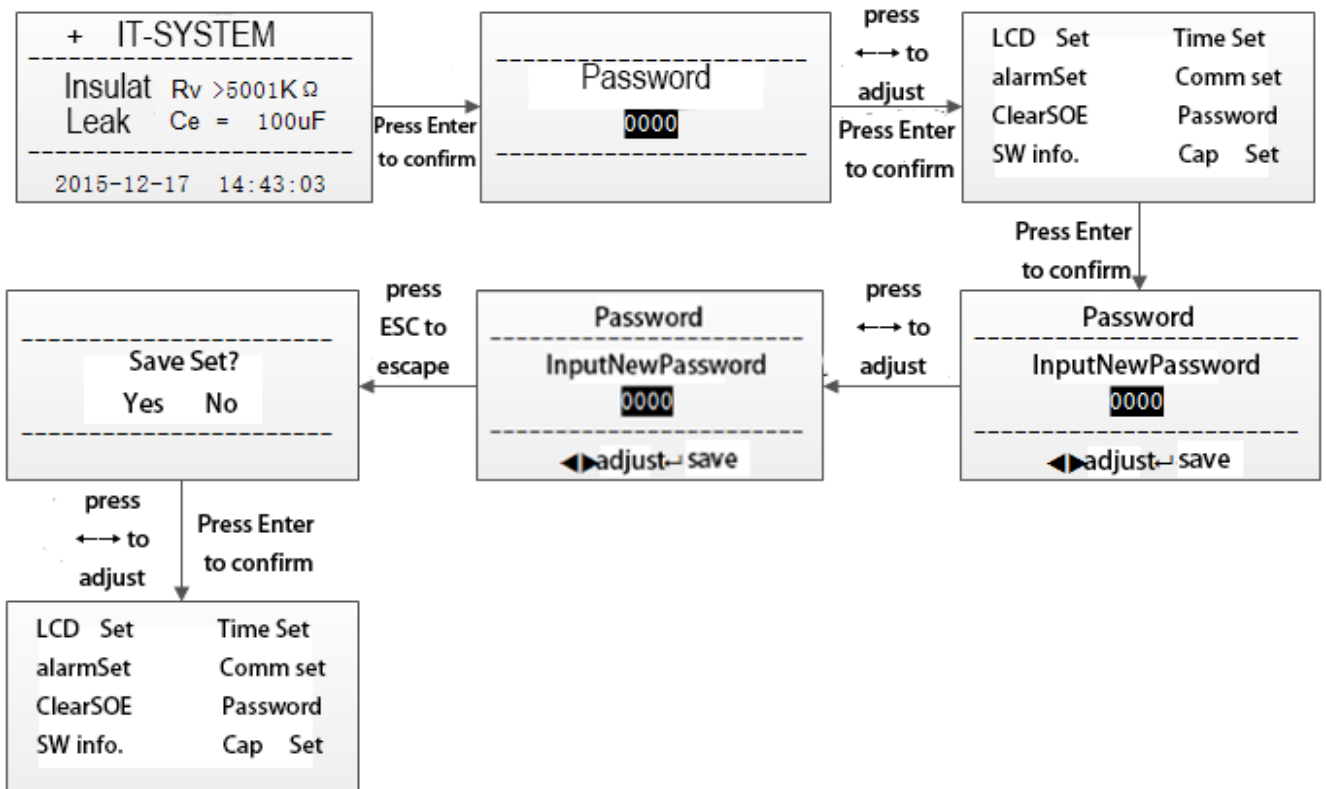 + IT-SYSTEM
Insulat Rv >5001KΩ
Leak Ce = 100uF
2015-12-17 14:43:03
Press Enter
to confirm
Password
0000
press
←→ to
adjust
Press Enter
to confirm
LCD Set Time Set
alarmSet Comm set
ClearSOE Password
SW info. Cap Set
Press Enter
to confirm
Password
InputNewPassword
0000
◀▶adjust↵ save
press
←→ to
adjust
Password
InputNewPassword
0000
◀▶adjust↵ save
press
ESC to
escape
Save Set?
Yes No
press
←→ to
adjust
Press Enter
to confirm
LCD Set Time Set
alarmSet Comm set
ClearSOE Password
SW info. Cap Set